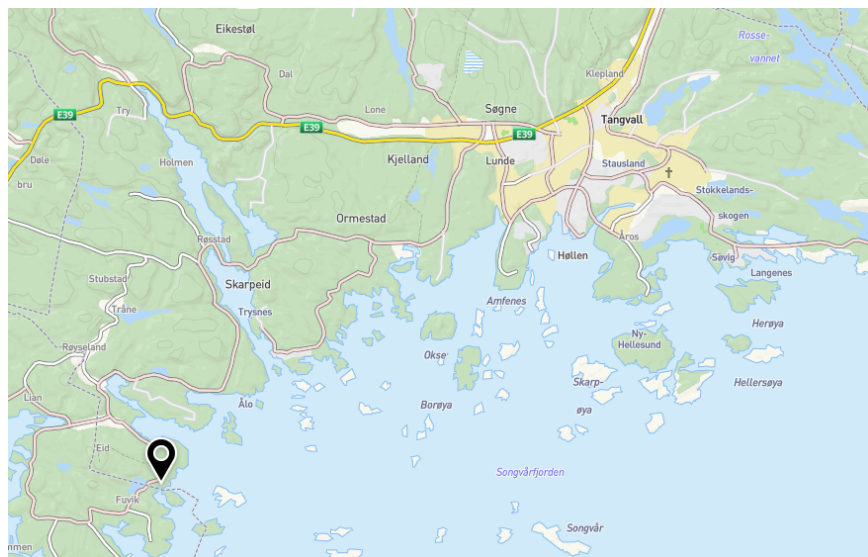 Eikestøl
Rosse-
vannet
Dal
Klepland
Try
Lone
Søgne
E39
Tangvall
E39
E39
Døle
bru
Holmen
Kjelland
Lunde
Stausland
Stokkelands-
skogen
Ormestad
Røsstad
Åros
Høllen
Søvig
Langenes
Stubstad
Skarpeid
Tråne
Trysnes
Amfenes
Herøya
Ny-
Hellesund
Røyseland
Okse
Skarp-
øya
Hellersøya
Lian
Ålo
Borøya
Eid
Songvårfjorden
Fuvik
Songvår
mmen